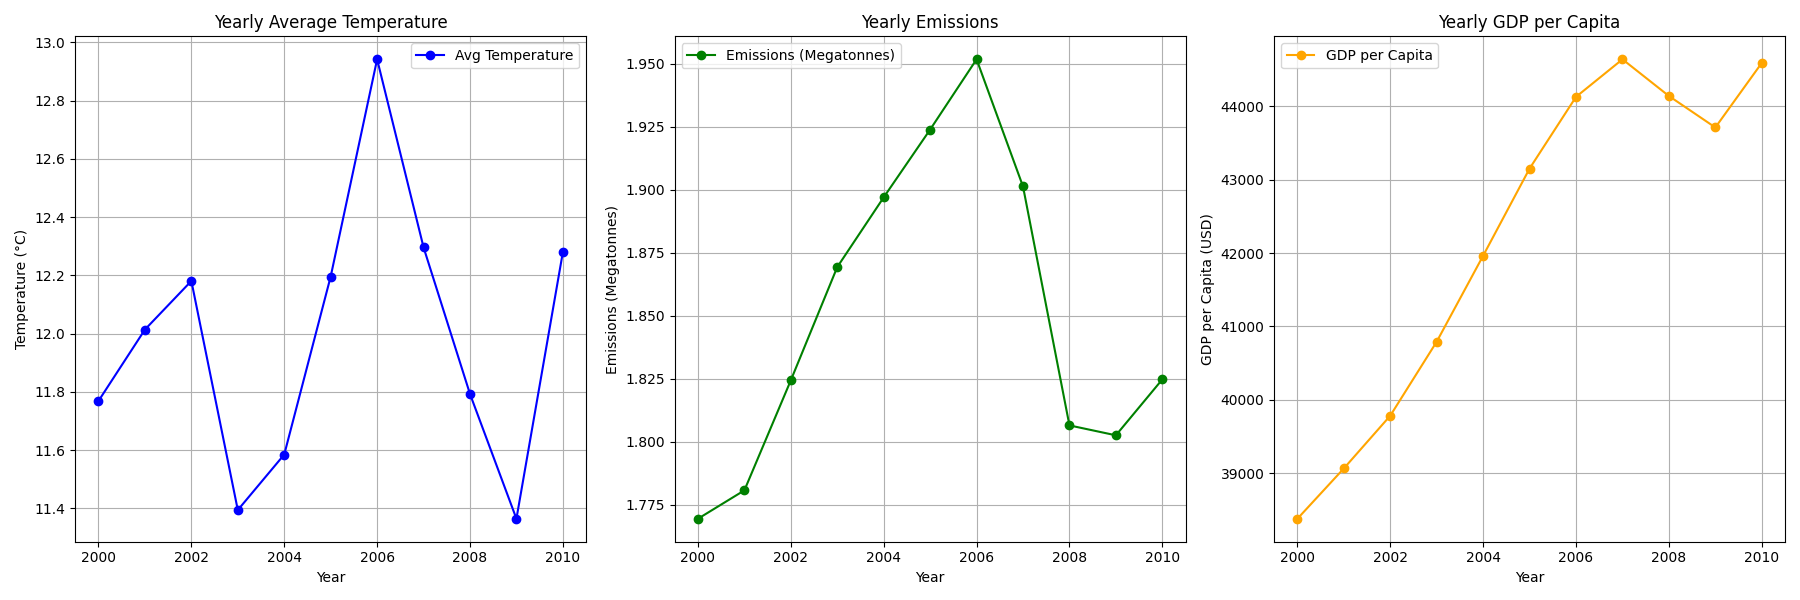 Yearly Average Temperature
Avg Temperature
13.0
12.8
12.6
12.4
12.2
12.0
11.8
11.6
11.4
Temperature (°C)
2000 2002 2004 2006 2008 2010
Year
Yearly Emissions
Emissions (Megatonnes)
1.950
1.925
1.900
1.875
1.850
1.825
1.800
1.775
Emissions (Megatonnes)
2000 2002 2004 2006 2008 2010
Year
Yearly GDP per Capita
GDP per Capita
44000
43000
42000
41000
40000
39000
GDP per Capita (USD)
2000 2002 2004 2006 2008 2010
Year